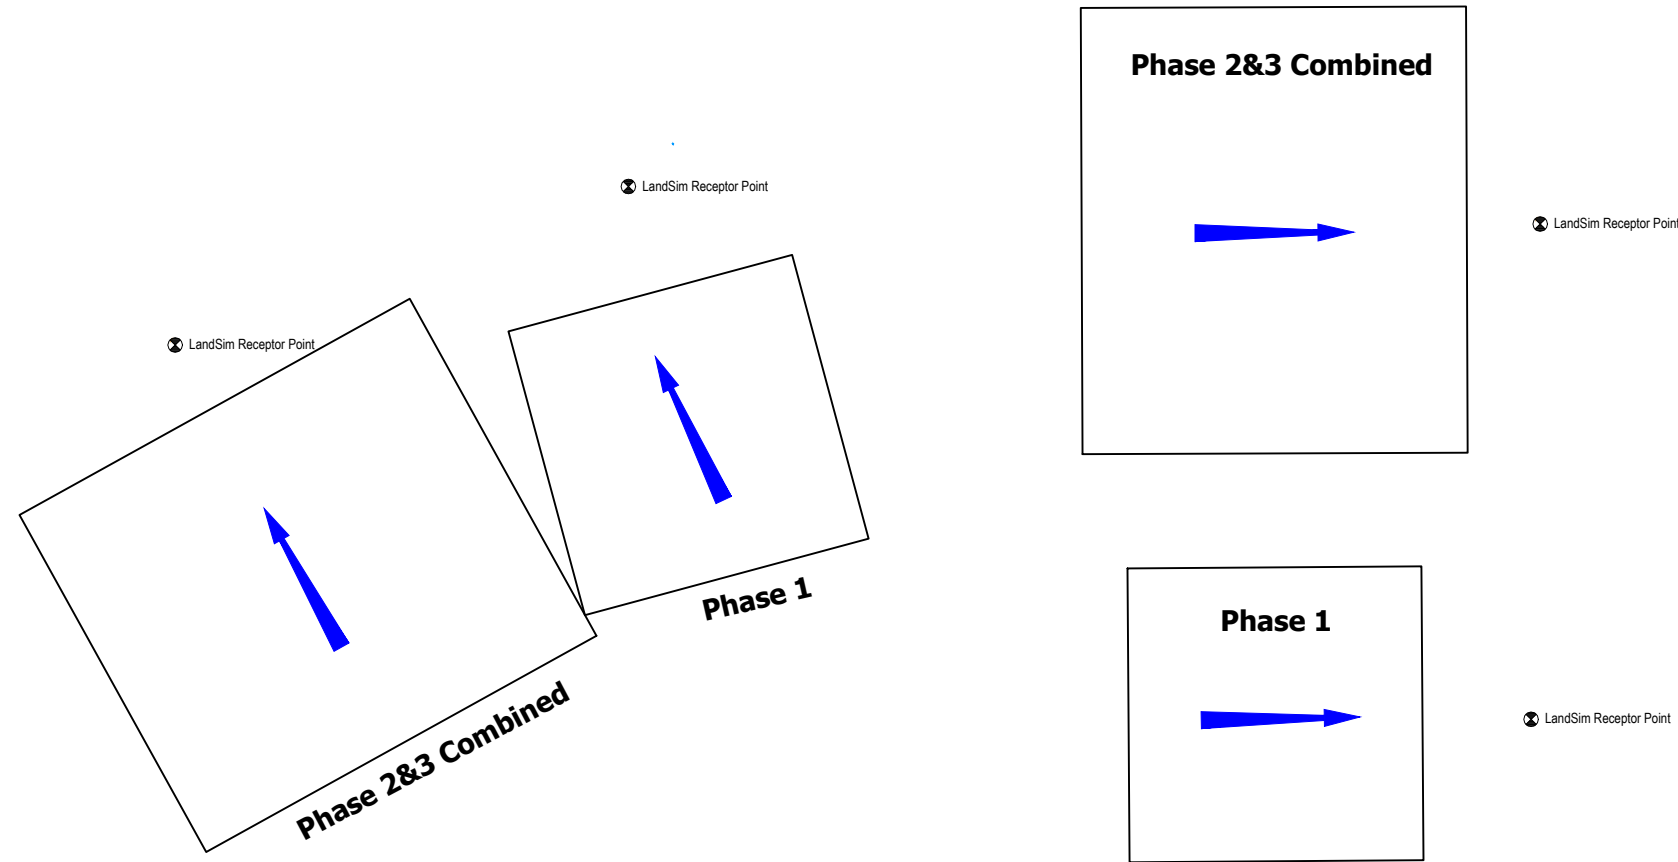 LandSim Receptor Point
LandSim Receptor Point
Phase 1
Phase 2&3 Combined
Phase 2&3 Combined
LandSim Receptor Point
Phase 1
LandSim Receptor Point